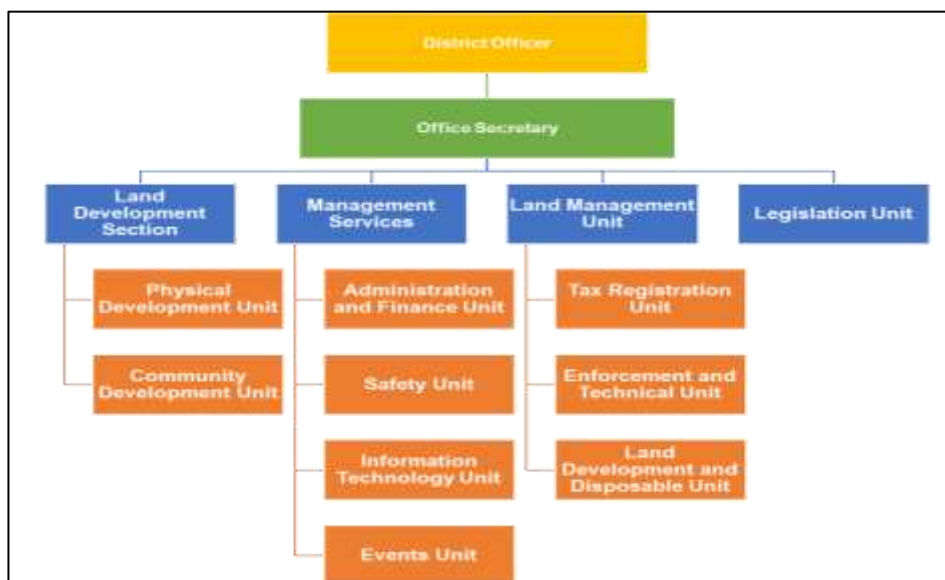 District Officer
Office Secretary
Land
Development
Section
Management
Services
Land Management
Unit
Legislation Unit
Physical
Development Unit
Community
Development Unit
Administration
and Finance Unit
Safety Unit
Information
Technology Unit
Events Unit
Tax Registration
Unit
Enforcement and
Technical Unit
Land
Development and
Disposable Unit